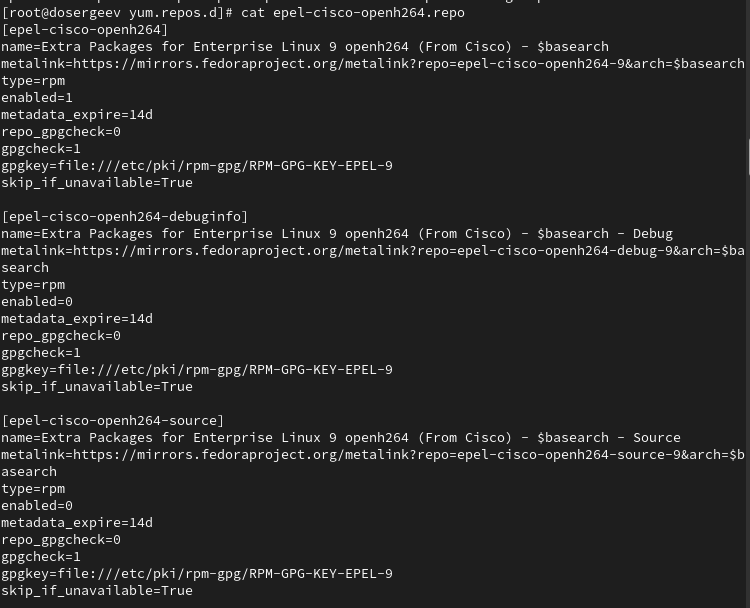 [root@dosergeev yum.repos.d]# cat epel-cisco-openh264.repo
[epel-cisco-openh264]
name=Extra Packages for Enterprise Linux 9 openh264 (From Cisco) - $basearch
metalink=https://mirrors.fedoraproject.org/metalink?repo=epel-cisco-openh264-9&arch=$basearch
type=rpm
enabled=1
metadata_expire=14d
repo_gpgcheck=0
gpgcheck=1
gpgkey=file:///etc/pki/rpm-gpg/RPM-GPG-KEY-EPEL-9
skip_if_unavailable=True

[epel-cisco-openh264-debuginfo]
name=Extra Packages for Enterprise Linux 9 openh264 (From Cisco) - $basearch - Debug
metalink=https://mirrors.fedoraproject.org/metalink?repo=epel-cisco-openh264-debug-9&arch=$ba
search
type=rpm
enabled=0
metadata_expire=14d
repo_gpgcheck=0
gpgcheck=1
gpgkey=file:///etc/pki/rpm-gpg/RPM-GPG-KEY-EPEL-9
skip_if_unavailable=True

[epel-cisco-openh264-source]
name=Extra Packages for Enterprise Linux 9 openh264 (From Cisco) - $basearch - Source
metalink=https://mirrors.fedoraproject.org/metalink?repo=epel-cisco-openh264-source-9&arch=$b
asearch
type=rpm
enabled=0
metadata_expire=14d
repo_gpgcheck=0
gpgcheck=1
gpgkey=file:///etc/pki/rpm-gpg/RPM-GPG-KEY-EPEL-9
skip_if_unavailable=True